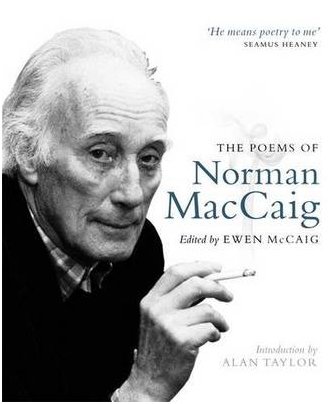 ‘He means poetry to me’
SEAMUS HEANEY
THE POEMS OF
Norman
MacCaig
Edited by EWEN McCAIG
Introduction by
ALAN TAYLOR